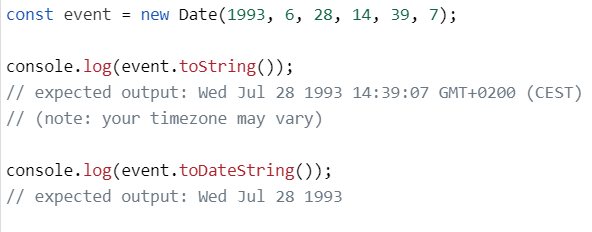 const event = new Date(1993, 6, 28, 14, 39, 7);
console.log(event.toString());
// expected output: Wed Jul 28 1993 14:39:07 GMT+0200 (CEST)
// (note: your timezone may vary)
console.log(event.toDateString());
// expected output: Wed Jul 28 1993